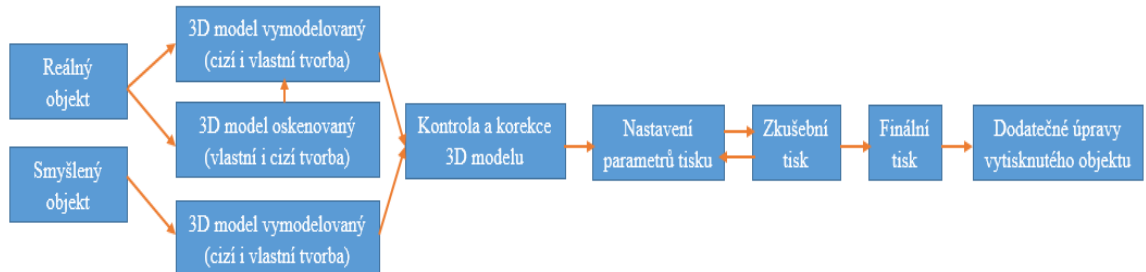 Reálný
objekt
Smyšlený
objekt
3D model vymodelovaný
(cizí i vlastní tvorba)
3D model oskenovaný
(vlastní i cizí tvorba)
3D model vymodelovaný
(cizí i vlastní tvorba)
Kontrola a korekce
3D modelu
Nastavení
parametrů tisku
Zkušební
tisk
Finální
tisk
Dodatečné úpravy
vytisknutého objektu